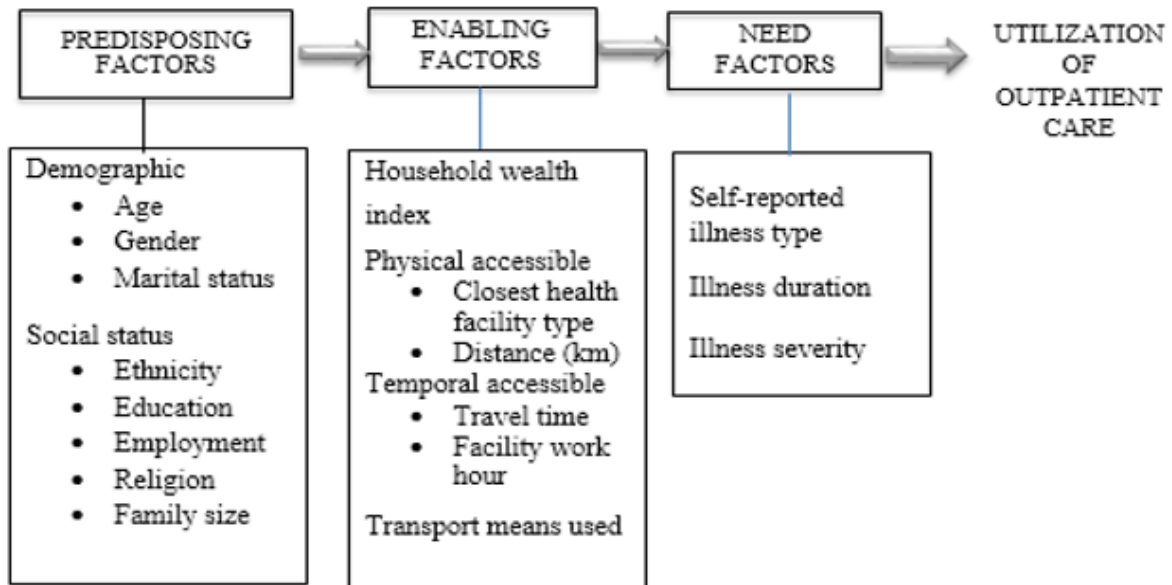 PREDISPOSING
FACTORS
ENABLING
FACTORS
NEED
FACTORS
UTILIZATION
OF
OUTPATIENT
CARE
Demographic
• Age
• Gender
• Marital status
Social status
• Ethnicity
• Education
• Employment
• Religion
• Family size
Household wealth
index
Physical accessible
• Closest health
facility type
• Distance (km)
Temporal accessible
• Travel time
• Facility work
hour
Transport means used
Self-reported
illness type
Illness duration
Illness severity